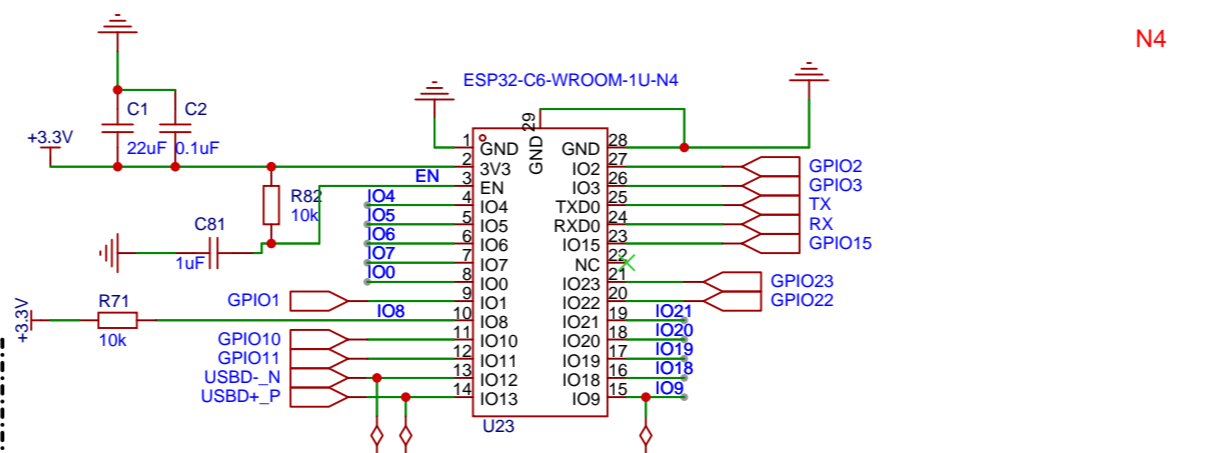 N4
ESP32-C6-WROOM-1U-N4
C1
C2
22uF
0.1uF
+3.3V
EN
R82
10k
C81
1uF
+3.3V
R71
10k
IO4
IO5
IO6
IO7
IO0
GPIO1
IO8
GPIO10
GPIO11
USBD-_N
USBD+_P
1
2
3
4
5
6
7
8
9
10
11
12
13
14
GND
3V3
EN
IO4
IO5
IO6
IO7
IO0
IO1
IO8
IO10
IO11
IO12
IO13
GND 29
GND
IO2
IO3
TXD0
RXD0
IO15
NC
IO23
IO22
IO21
IO20
IO19
IO18
IO9
28
27
26
25
24
23
22
21
20
19
18
17
16
15
GPIO2
GPIO3
TX
RX
GPIO15
GPIO23
GPIO22
IO21
IO20
IO19
IO18
IO9
U23